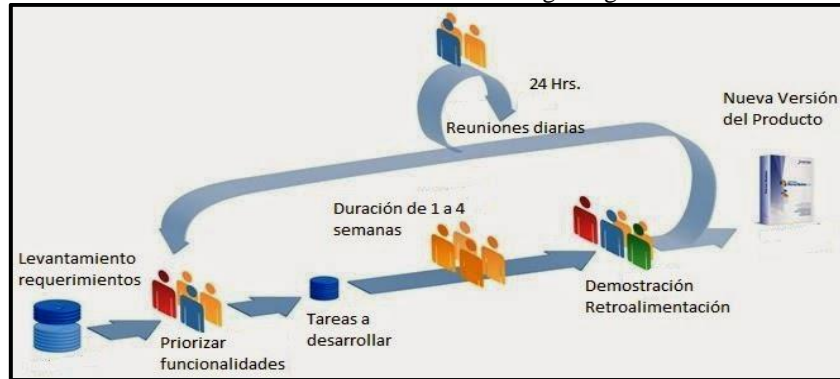 24 Hrs.
Reuniones diarias
Nueva Versión
del Producto
Duración de 1 a 4
semanas
Levantamiento
requerimientos
Priorizar
funcionalidades
Tareas a
desarrollar
Demostración
Retroalimentación